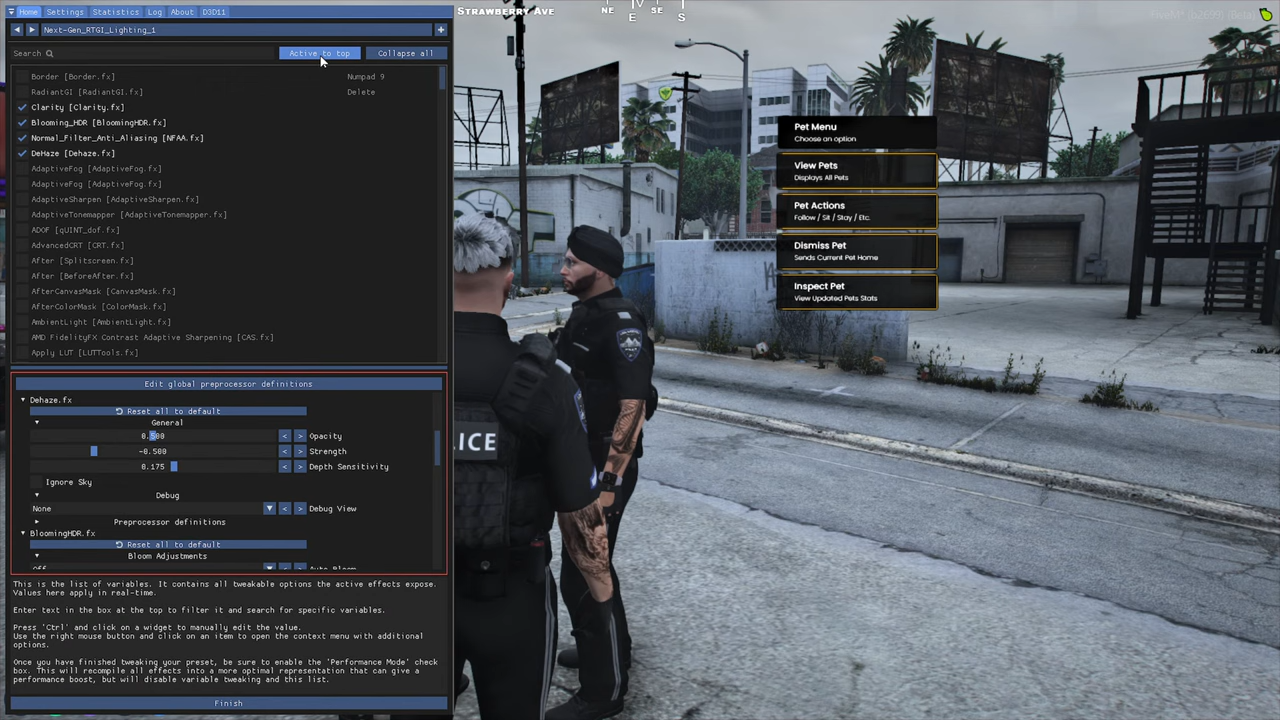 Home Settings Statistics Log About D3D11
Next-Gen_RTGI_Lighting_1
+
Search
Active to top
Collapse all
Border [Border.fx] Numpad 9
RadiantGI [RadiantGI.fx] Delete
Clarity [Clarity.fx]
Blooming_HDR [BloomingHDR.fx]
Normal_Filter_Anti_Aliasing [NFAA.fx]
DeHaze [Dehaze.fx]
AdaptiveFog [AdaptiveFog.fx]
AdaptiveFog [AdaptiveFog.fx]
AdaptiveSharpen [AdaptiveSharpen.fx]
AdaptiveTonemapper [AdaptiveTonemapper.fx]
ADOF [qUINT_dof.fx]
AdvancedCRT [CRT.fx]
After [Splitscreen.fx]
After [BeforeAfter.fx]
AfterCanvasMask [CanvasMask.fx]
AfterColorMask [ColorMask.fx]
AmbientLight [AmbientLight.fx]
AMD FidelityFX Contrast Adaptive Sharpening [CAS.fx]
Apply LUT [LUTTools.fx]
Edit global preprocessor definitions
Dehaze.fx
Reset all to default
General
0.500 < > Opacity
-0.500 < > Strength
0.175 < > Depth Sensitivity
Ignore Sky
Debug
None < > Debug View
Preprocessor definitions
BloomingHDR.fx
Reset all to default
Bloom Adjustments
Off < > Auto Bloom
This is the list of variables. It contains all tweakable options the active effects expose.
Values here apply in real-time.
Enter text in the box at the top to filter it and search for specific variables.
Press 'Ctrl' and click on a widget to manually edit the value.
Use the right mouse button and click on an item to open the context menu with additional
options.
Once you have finished tweaking your preset, be sure to enable the 'Performance Mode' check
box. This will recompile all effects into a more optimal representation that can give a
performance boost, but will disable variable tweaking and this list.
Finish
Strawberry Ave
NE E SE S
FiveM* (b2699) (Beta)
Pet Menu
Choose an option
View Pets
Displays All Pets
Pet Actions
Follow / Sit / Stay / Etc.
Dismiss Pet
Sends Current Pet Home
Inspect Pet
View Updated Pets Stats
ICE